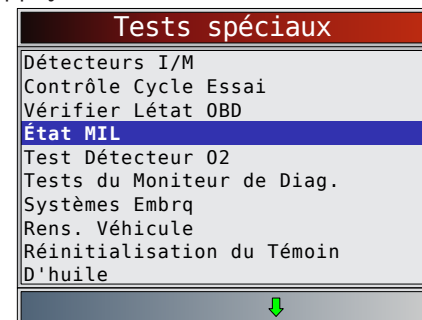 Tests spéciaux
Détecteurs I/M
Contrôle Cycle Essai
Vérifier Létat OBD
État MIL
Test Détecteur O2
Tests du Moniteur de Diag.
Systèmes Embrq
Rens. Véhicule
Réinitialisation du Témoin
D'huile